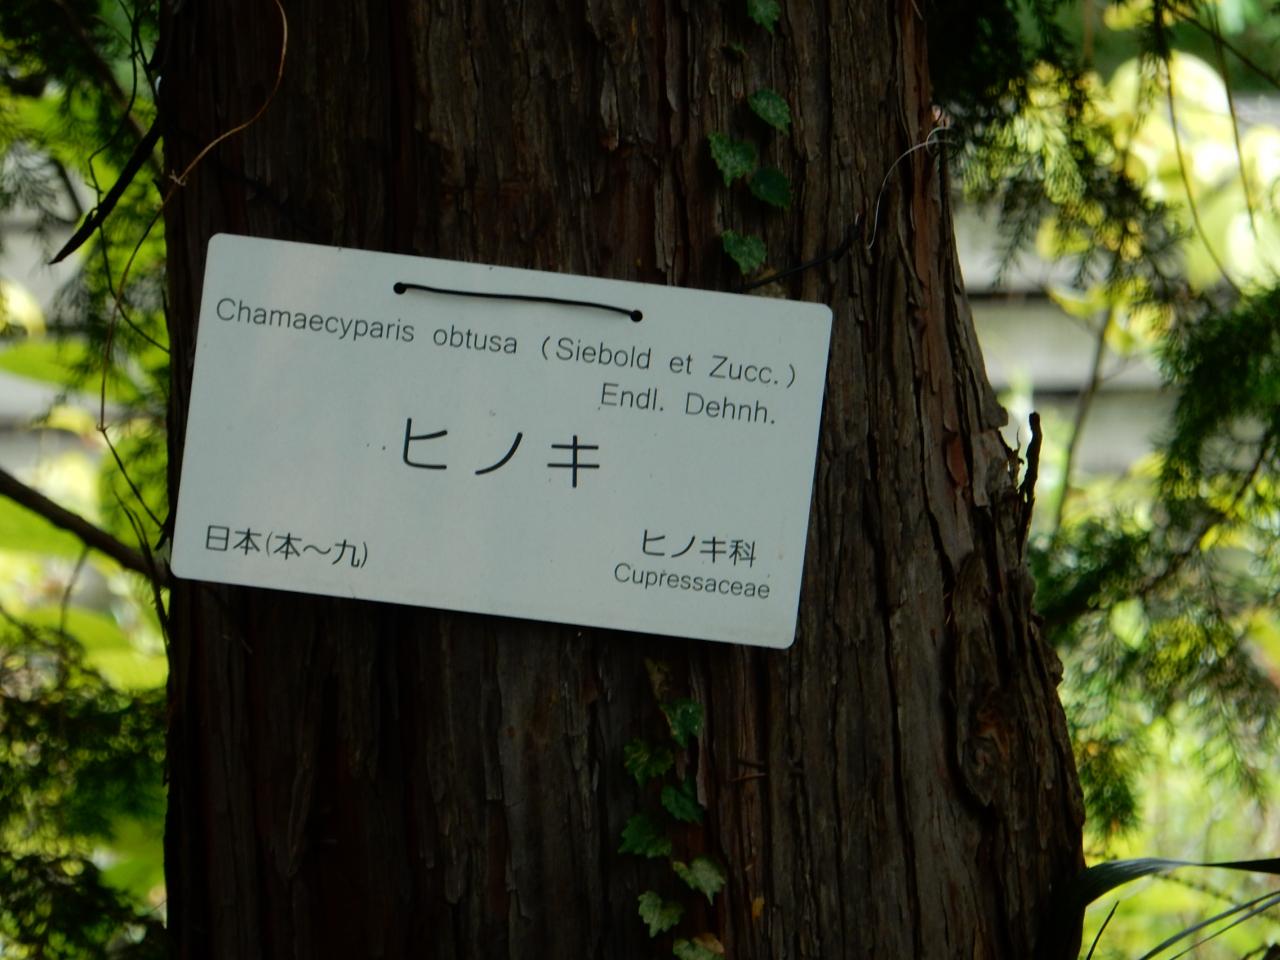 Chamaecyparis obtusa (Siebold et Zucc.)
Endl. Dehnh.
ヒノキ
日本(本〜九)
ヒノキ科
Cupressaceae